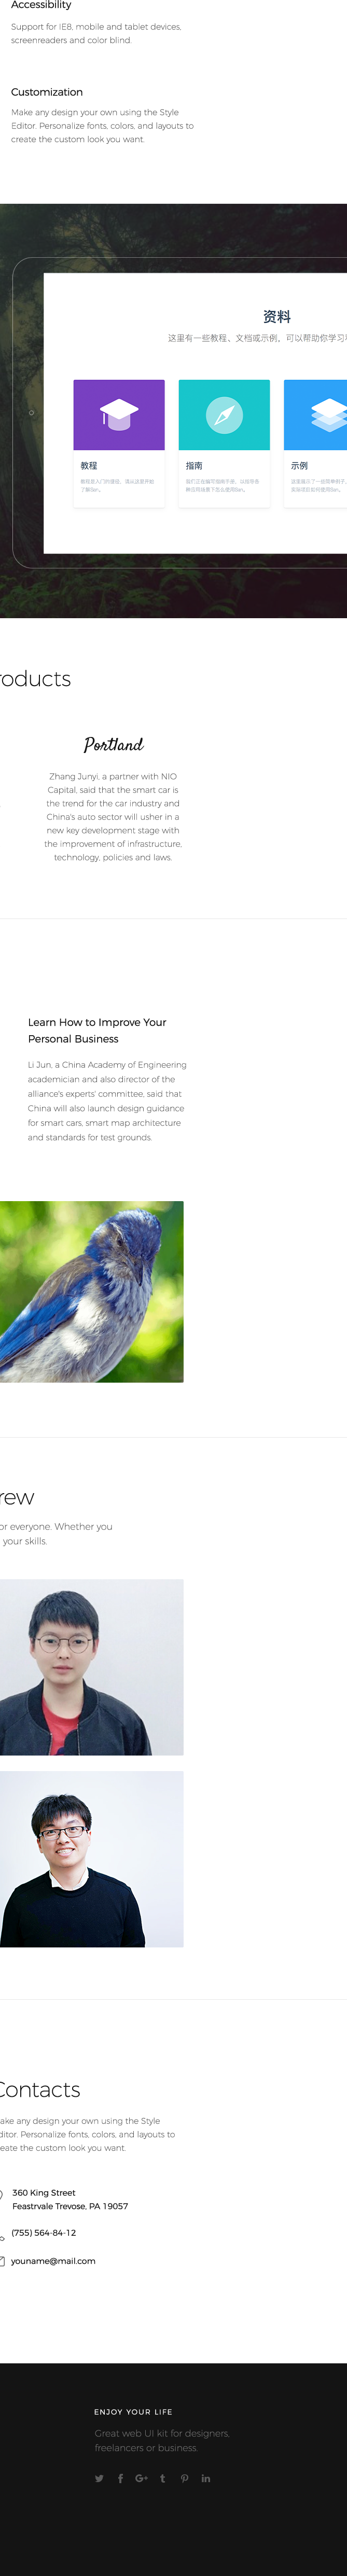 Accessibility
Support for IE8, mobile and tablet devices,
screenreaders and color blind.
Customization
Make any design your own using the Style
Editor. Personalize fonts, colors, and layouts to
create the custom look you want.
资料
这里有一些教程、文档或示例，可以帮助你学习
教程
指南
示例
roducts
Portland
Zhang Junyi, a partner with NIO
Capital, said that the smart car is
the trend for the car industry and
China's auto sector will usher in a
new key development stage with
the improvement of infrastructure,
technology, policies and laws.
Learn How to Improve Your
Personal Business
Li Jun, a China Academy of Engineering
academician and also director of the
alliance's experts' committee, said that
China will also launch design guidance
for smart cars, smart map architecture
and standards for test grounds.
rew
or everyone. Whether you
your skills.
Contacts
ake any design your own using the Style
ditor. Personalize fonts, colors, and layouts to
eate the custom look you want.
360 King Street
Feastrvale Trevose, PA 19057
(755) 564-84-12
youname@mail.com
ENJOY YOUR LIFE
Great web UI kit for designers,
freelancers or business.